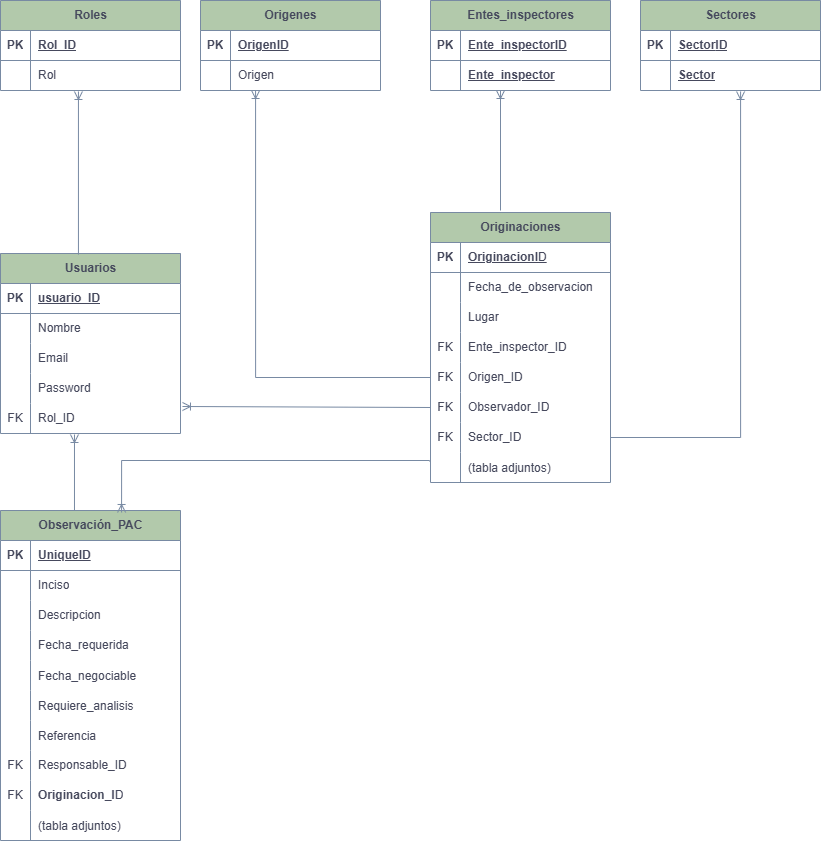 Roles
PK Rol_ID
Rol
Origenes
PK OrigenID
Origen
Entes_inspectores
PK Ente_inspectorID
Ente_inspector
Sectores
PK SectorID
Sector
Originaciones
PK OriginacionID
Fecha_de_observacion
Lugar
FK Ente_inspector_ID
FK Origen_ID
FK Observador_ID
FK Sector_ID
(tabla adjuntos)
Usuarios
PK usuario_ID
Nombre
Email
Password
FK Rol_ID
Observación_PAC
PK UniqueID
Inciso
Descripcion
Fecha_requerida
Fecha_negociable
Requiere_analisis
Referencia
FK Responsable_ID
FK Originacion_ID
(tabla adjuntos)